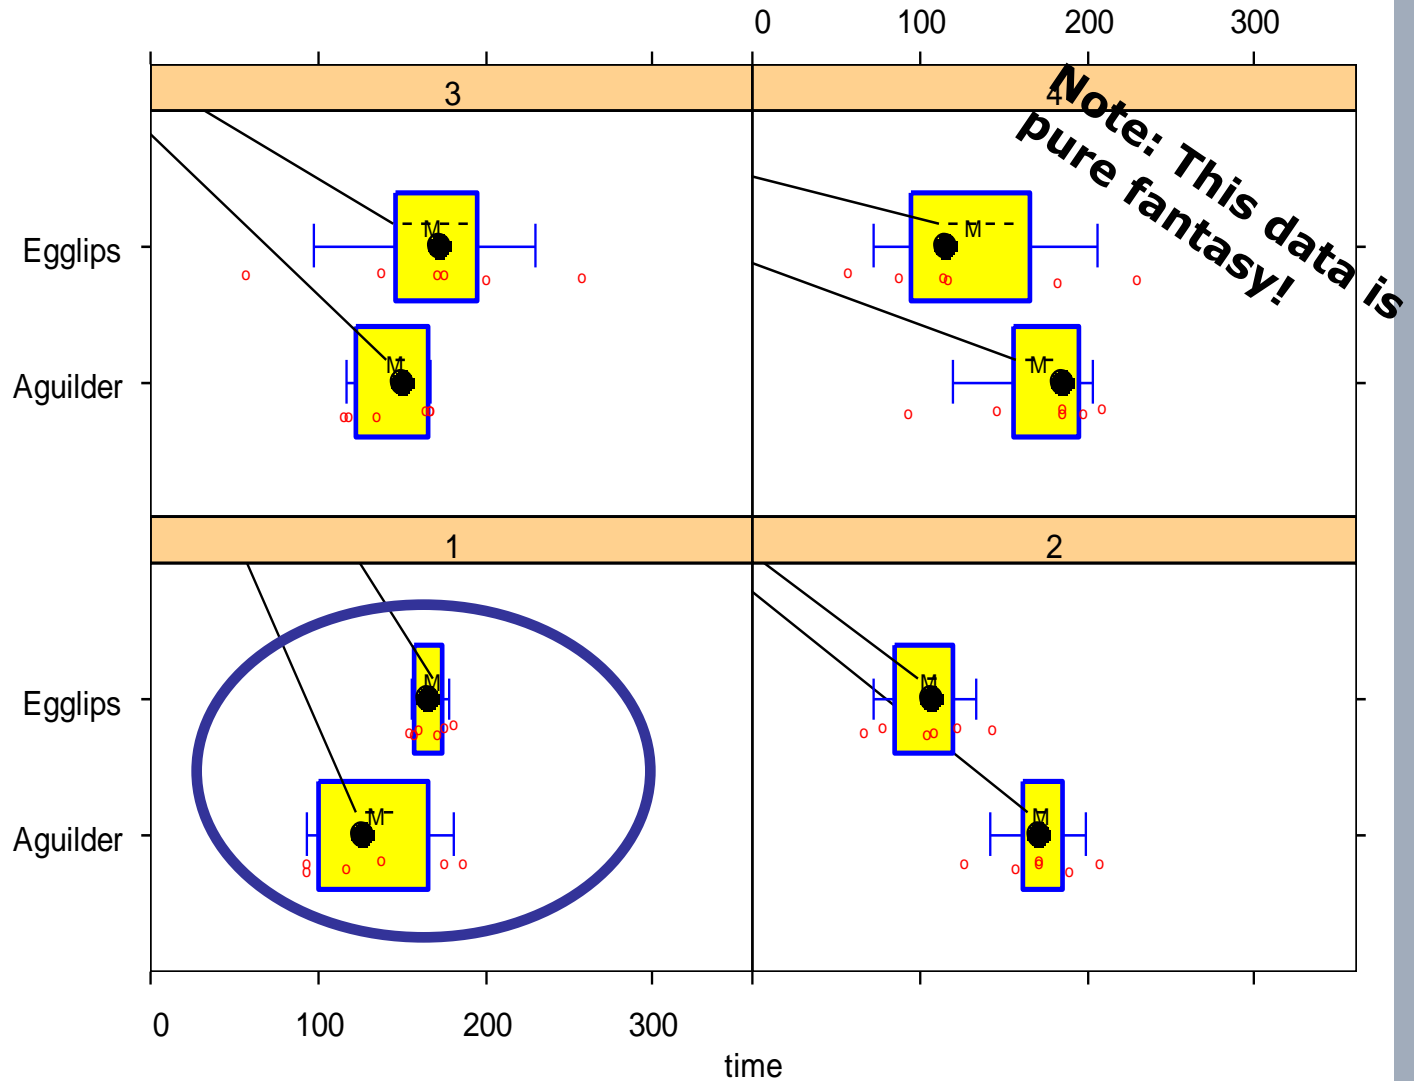 0 100 200 300
3 4
Note: This data is
pure fantasy!
Egglips M M
Aguilder M M
1 2
Egglips M M
Aguilder M M
0 100 200 300
time